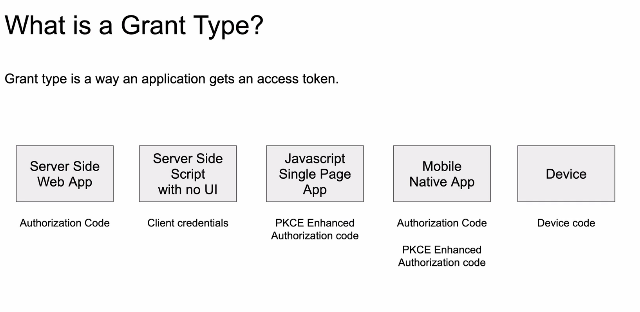 What is a Grant Type?
Grant type is a way an application gets an access token.
Server Side
Web App
Server Side
Script
with no UI
Javascript
Single Page
App
Mobile
Native App
Device
Authorization Code
Client credentials
PKCE Enhanced
Authorization code
Authorization Code
PKCE Enhanced
Authorization code
Device code